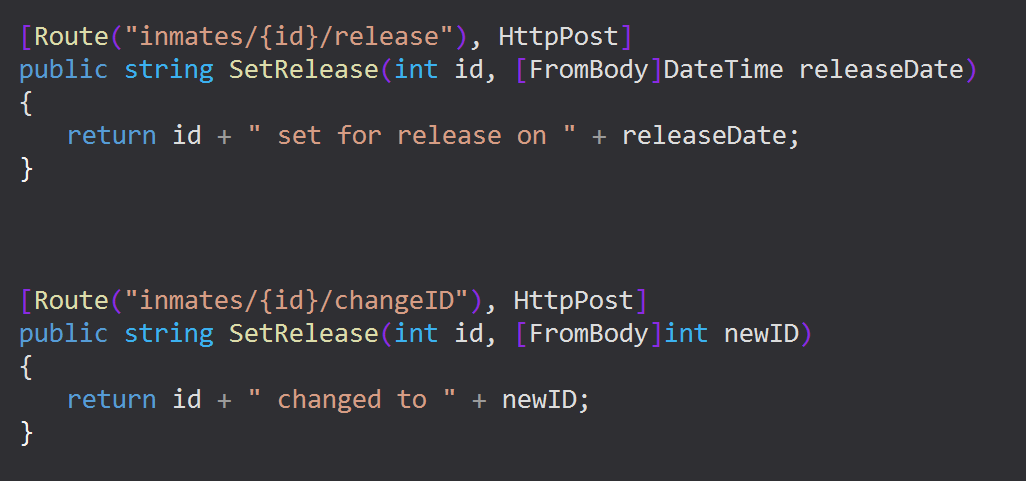 [Route("inmates/{id}/release"), HttpPost]
public string SetRelease(int id, [FromBody]DateTime releaseDate)
{
   return id + " set for release on " + releaseDate;
}
[Route("inmates/{id}/changeID"), HttpPost]
public string SetRelease(int id, [FromBody]int newID)
{
   return id + " changed to " + newID;
}